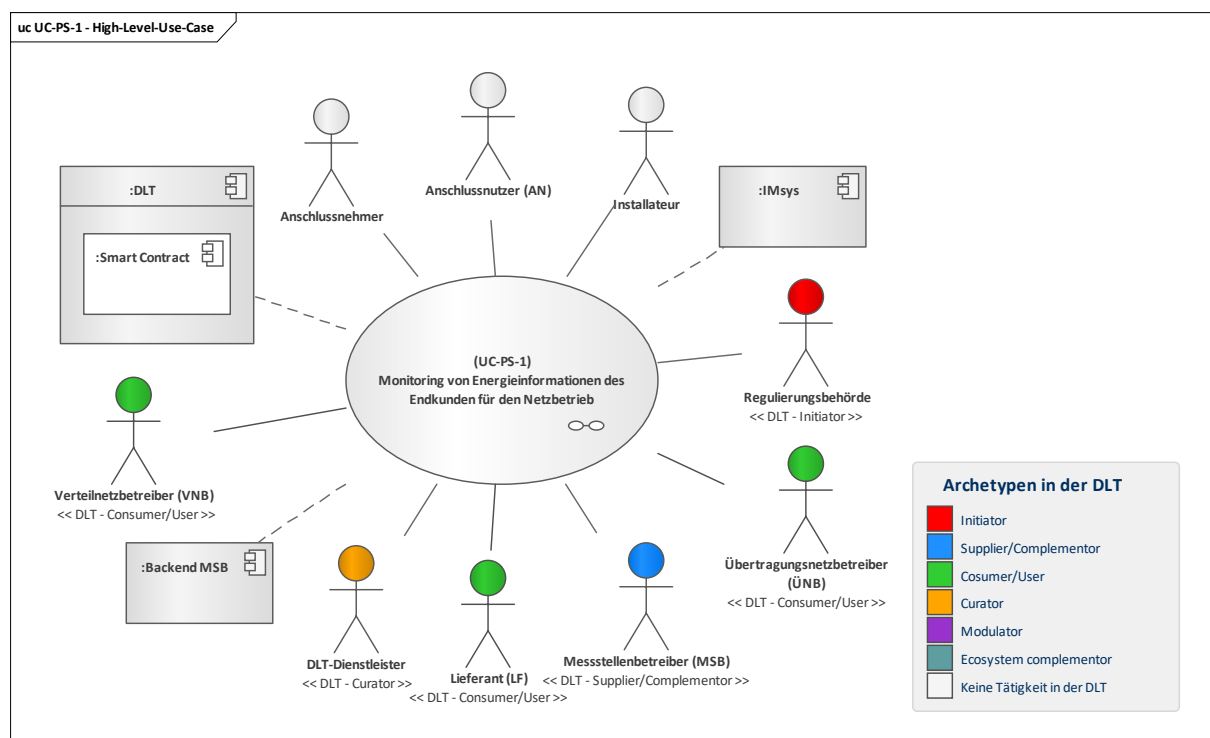 uc UC-PS-1 - High-Level-Use-Case
:DLT
:Smart Contract
Anschlussnehmer
Anschlussnutzer (AN)
Installateur
:IMsys
(UC-PS-1)
Monitoring von Energieinformationen des
Endkunden für den Netzbetrieb
Regulierungsbehörde
<< DLT - Initiator >>
Verteilnetzbetreiber (VNB)
<< DLT - Consumer/User >>
:Backend MSB
DLT-Dienstleister
<< DLT - Curator >>
Lieferant (LF)
<< DLT - Consumer/User >>
Messstellenbetreiber (MSB)
<< DLT - Supplier/Complementor >>
Übertragungsnetzbetreiber
(ÜNB)
<< DLT - Consumer/User >>
Archetypen in der DLT
Initiator
Supplier/Complementor
Cosumer/User
Curator
Modulator
Ecosystem complementor
Keine Tätigkeit in der DLT